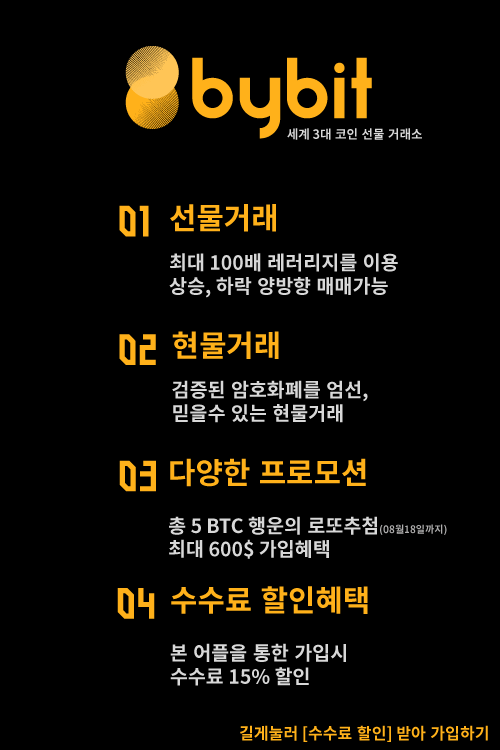 bybit
세계 3대 코인 선물 거래소
01 선물거래
최대 100배 레러리지를 이용
상승, 하락 양방향 매매가능
02 현물거래
검증된 암호화폐를 엄선,
믿을수 있는 현물거래
03 다양한 프로모션
총 5 BTC 행운의 로또추첨(08월18일까지)
최대 600$ 가입혜택
04 수수료 할인혜택
본 어플을 통한 가입시
수수료 15% 할인
길게눌러 [수수료 할인] 받아 가입하기